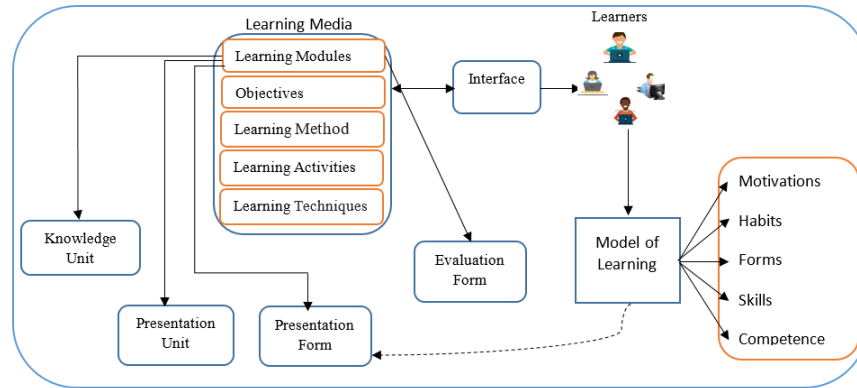 Learning Media
Learning Modules
Objectives
Learning Method
Learning Activities
Learning Techniques
Interface
Learners
Knowledge
Unit
Presentation
Unit
Presentation
Form
Evaluation
Form
Model of
Learning
Motivations
Habits
Forms
Skills
Competence